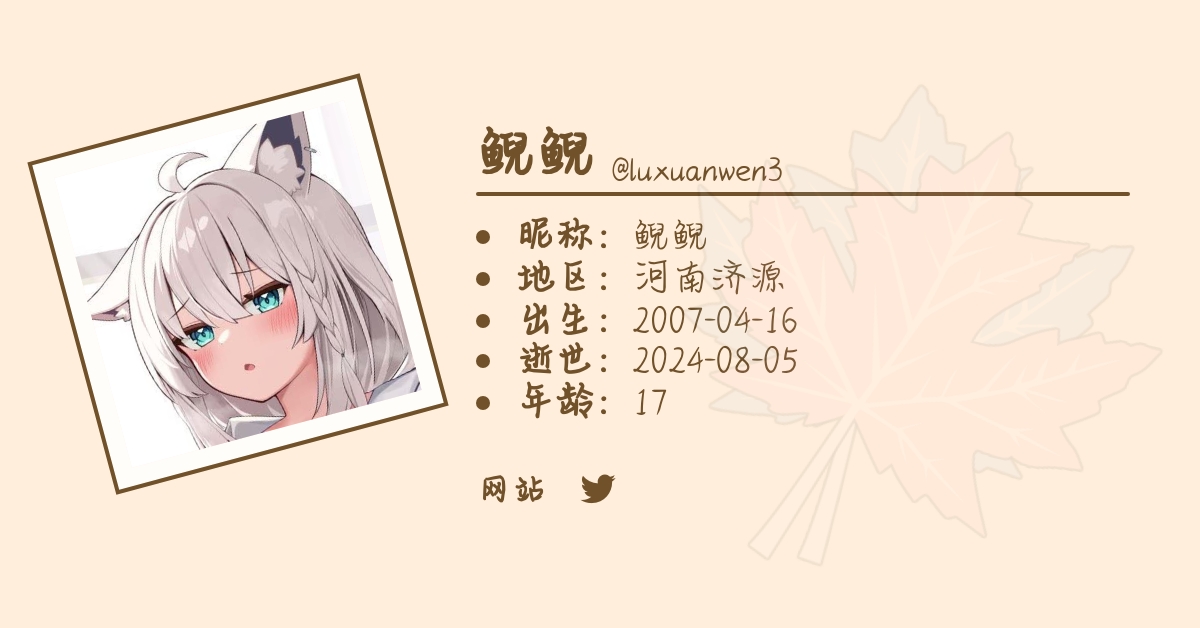 鲵鲵 @luxuanwen3
昵称：鲵鲵
地区：河南济源
出生：2007-04-16
逝世：2024-08-05
年龄：17
网站